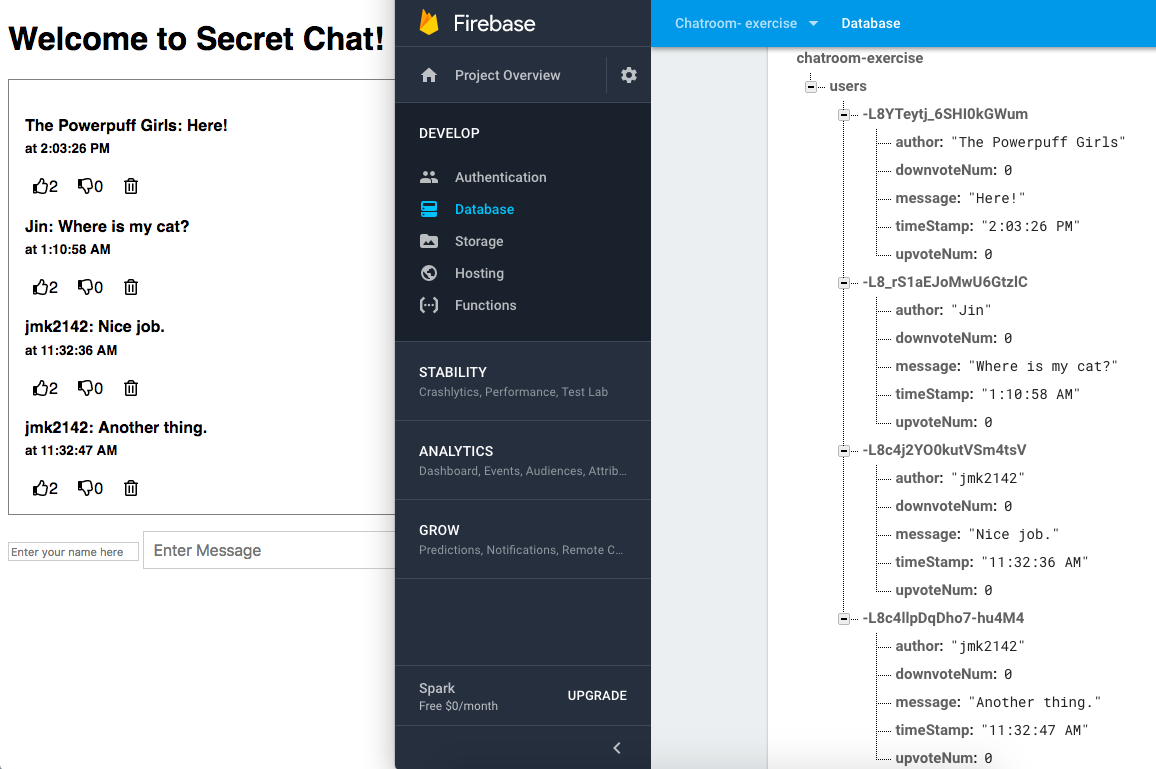 Welcome to Secret Chat!
The Powerpuff Girls: Here!
at 2:03:26 PM
2 0
Jin: Where is my cat?
at 1:10:58 AM
2 0
jmk2142: Nice job.
at 11:32:36 AM
2 0
jmk2142: Another thing.
at 11:32:47 AM
2 0
Enter your name here
Enter Message
Firebase
Project Overview
DEVELOP
Authentication
Database
Storage
Hosting
Functions
STABILITY
Crashlytics, Performance, Test Lab
ANALYTICS
Dashboard, Events, Audiences, Attrib...
GROW
Predictions, Notifications, Remote C...
Spark
Free $0/month
UPGRADE
Chatroom- exercise Database
chatroom-exercise
users
-L8YTeytj_6SHI0kGWum
author: "The Powerpuff Girls"
downvoteNum: 0
message: "Here!"
timeStamp: "2:03:26 PM"
upvoteNum: 0
-L8_rS1aEJoMwU6GtzlC
author: "Jin"
downvoteNum: 0
message: "Where is my cat?"
timeStamp: "1:10:58 AM"
upvoteNum: 0
-L8c4j2YO0kutVSm4tsV
author: "jmk2142"
downvoteNum: 0
message: "Nice job."
timeStamp: "11:32:36 AM"
upvoteNum: 0
-L8c4llpDqDho7-hu4M4
author: "jmk2142"
downvoteNum: 0
message: "Another thing."
timeStamp: "11:32:47 AM"
upvoteNum: 0